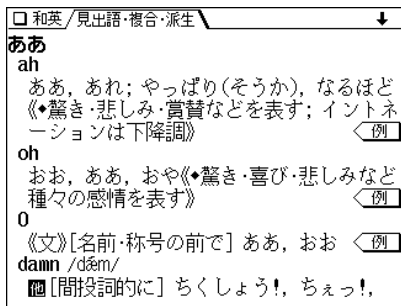 和英/見出語・複合・派生
ああ
ah
ああ, あれ; やっぱり(そうか), なるほど
《◆驚き・悲しみ・賞賛などを表す; イントネ
ーションは下降調》 例
oh
おお, ああ, おや《◆驚き・喜び・悲しみなど
種々の感情を表す》 例
O
《文》[名前・称号の前で] ああ, おお 例
damn /dǽm/
他[間投詞的に] ちくしょう!, ちぇっ!,